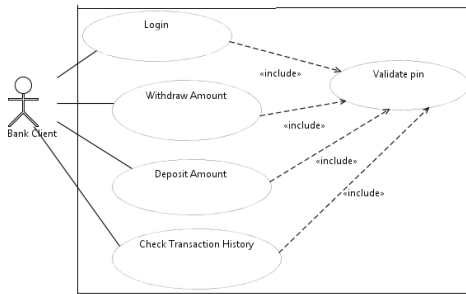 Login
Validate pin
«include»
Withdraw Amount
«include»
Bank Client
«include»
Deposit Amount
«include»
Check Transaction History